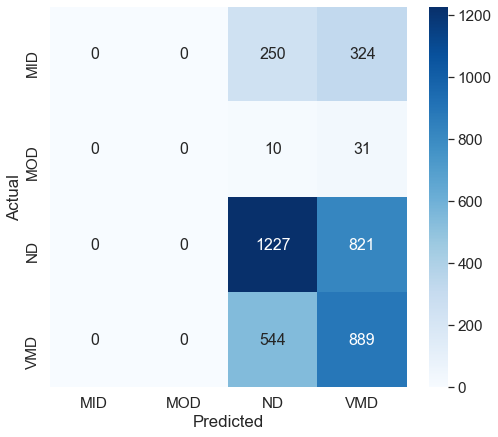 MID 0 0 250 324
MOD 0 0 10 31
ND 0 0 1227 821
VMD 0 0 544 889
MID MOD ND VMD
Predicted
Actual
1200
1000
800
600
400
200
0